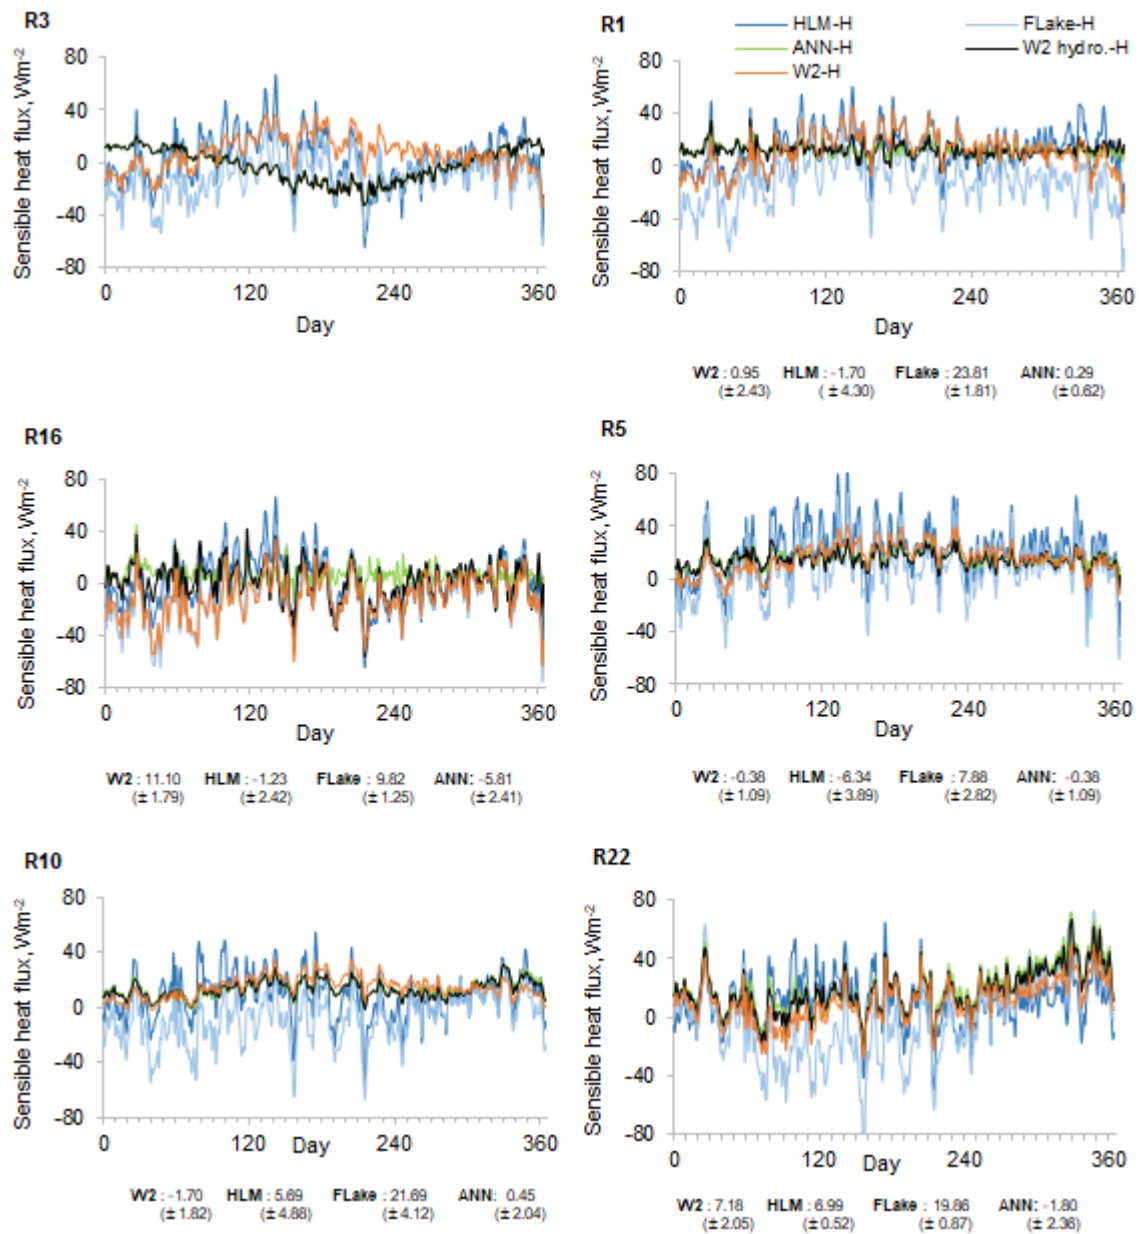 R3
80
40
0
-40
-80
Sensible heat flux, Wm-2
0 120 240 360
Day
R1
HLM-H FLake-H
ANN-H W2 hydro.-H
W2-H
80
40
0
-40
-80
Sensible heat flux, Wm-2
0 120 240 360
Day
W2 : 0.95 HLM : -1.70 FLake : 23.81 ANN: 0.29
(± 2.43) (± 4.30) (± 1.81) (± 0.62)
R16
80
40
0
-40
-80
Sensible heat flux, Wm-2
0 120 240 360
Day
W2 : 11.10 HLM : -1.23 FLake : 9.82 ANN: -5.81
(± 1.79) (± 2.42) (± 1.25) (± 2.41)
R5
80
40
0
-40
-80
Sensible heat flux, Wm-2
0 120 240 360
Day
W2 : -0.38 HLM : -6.34 FLake : 7.88 ANN: -0.38
(± 1.09) (± 3.89) (± 2.82) (± 1.09)
R10
80
40
0
-40
-80
Sensible heat flux, Wm-2
0 120 240 360
Day
W2 : -1.70 HLM : 5.69 FLake : 21.69 ANN: 0.45
(± 1.82) (± 4.88) (± 4.12) (± 2.04)
R22
80
40
0
-40
-80
Sensible heat flux, Wm-2
0 120 240 360
Day
W2 : 7.18 HLM : 6.99 FLake : 19.86 ANN: -1.80
(± 2.05) (± 0.52) (± 0.87) (± 2.36)